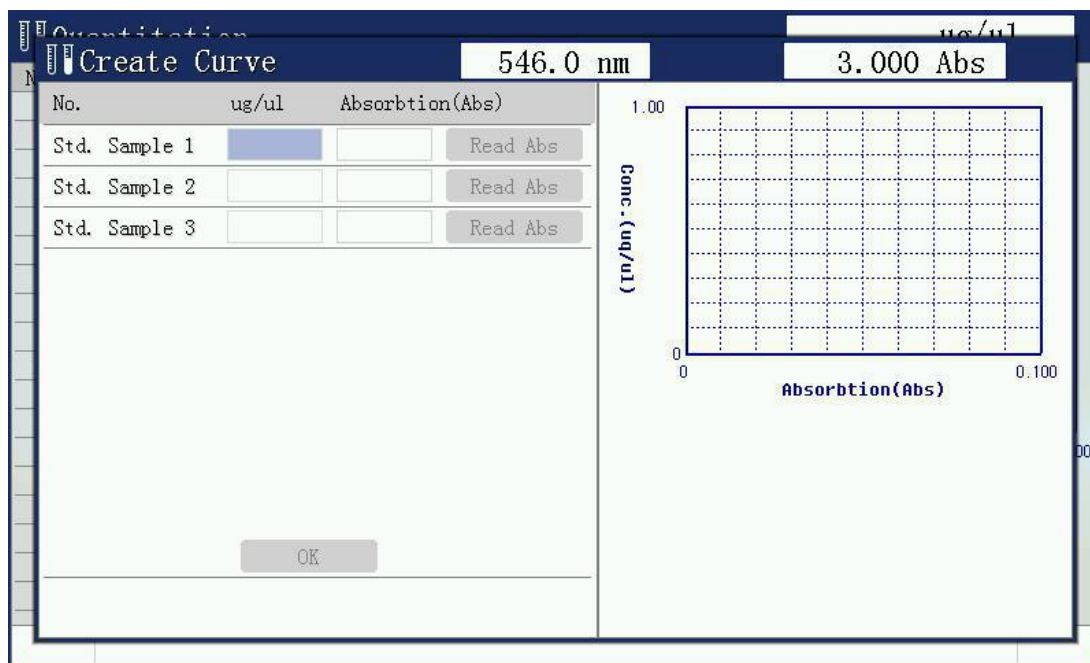 Quantitation ug/ul
Create Curve 546.0 nm 3.000 Abs
N
No. ug/ul Absorbtion(Abs)
Std. Sample 1 Read Abs
Std. Sample 2 Read Abs
Std. Sample 3 Read Abs
OK
1.00
Conc.(ug/ul)
0
0 0.100
Absorbtion(Abs)
00